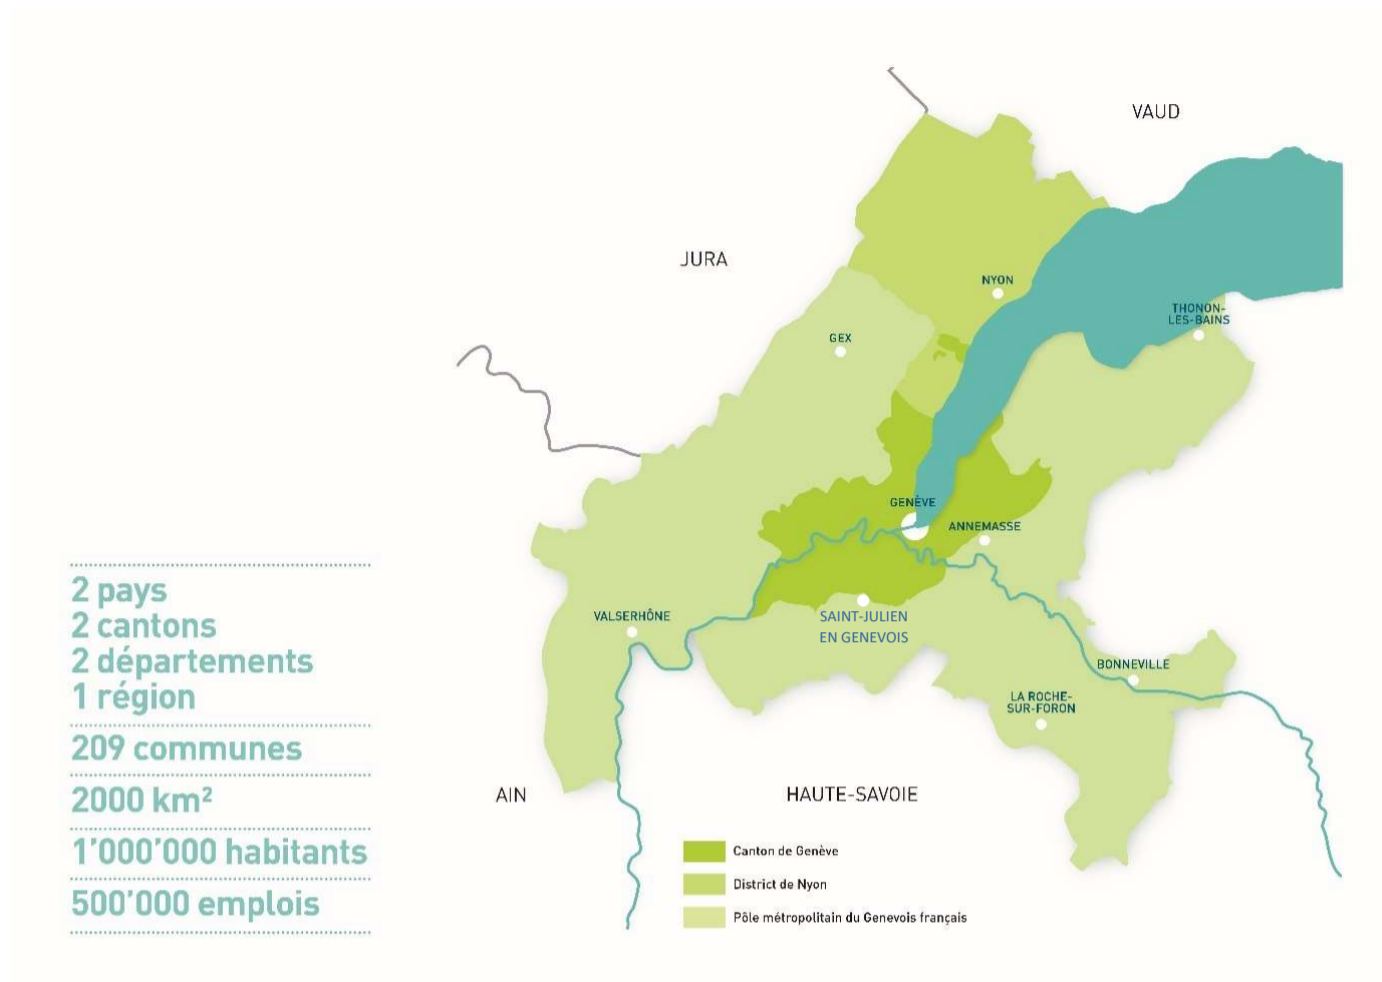 VAUD
JURA
NYON
THONON-
LES-BAINS
GEX
GENÈVE
ANNEMASSE
VALSERHÔNE
SAINT-JULIEN
EN GENEVOIS
BONNEVILLE
LA ROCHE-
SUR-FORON
AIN
HAUTE-SAVOIE
2 pays
2 cantons
2 départements
1 région
209 communes
2000 km²
1’000’000 habitants
500’000 emplois
Canton de Genève
District de Nyon
Pôle métropolitain du Genevois français